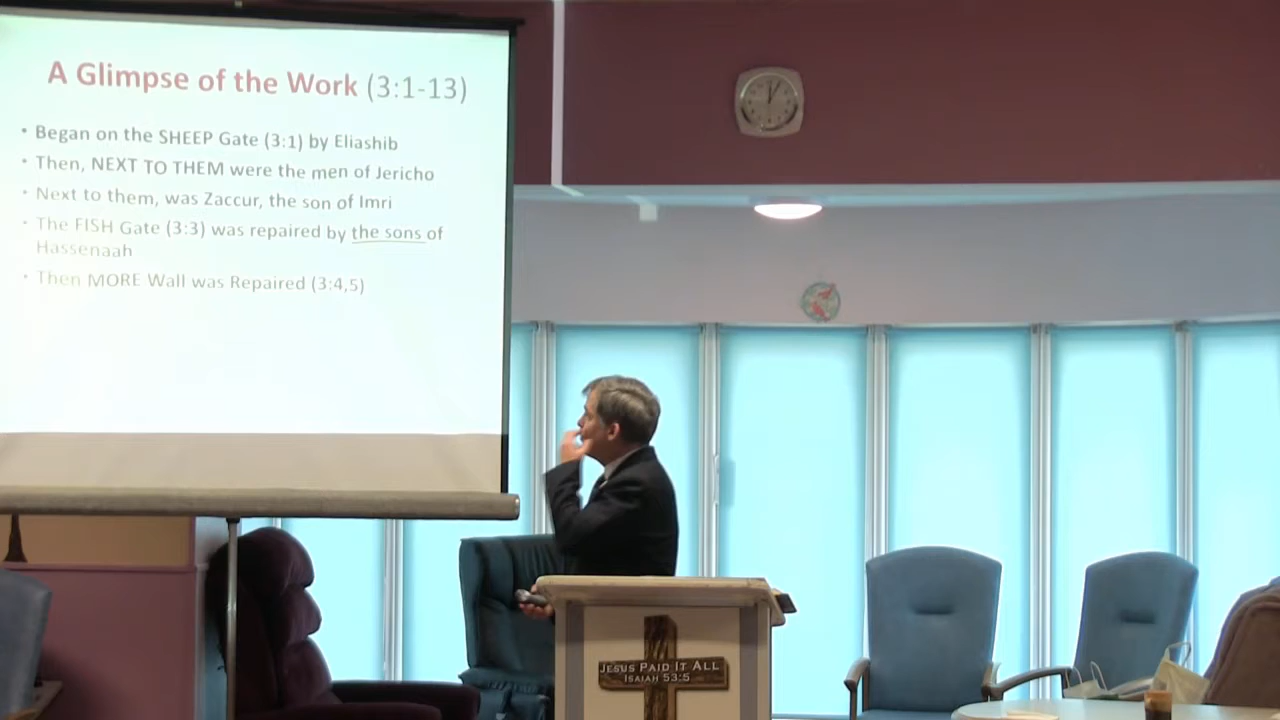 A Glimpse of the Work (3:1-13)
• Began on the SHEEP Gate (3:1) by Eliashib
• Then, NEXT TO THEM were the men of Jericho
• Next to them, was Zaccur, the son of Imri
• The FISH Gate (3:3) was repaired by the sons of
Hassenaah
• Then MORE Wall was Repaired (3:4,5)
JESUS PAID IT ALL
ISAIAH 53:5